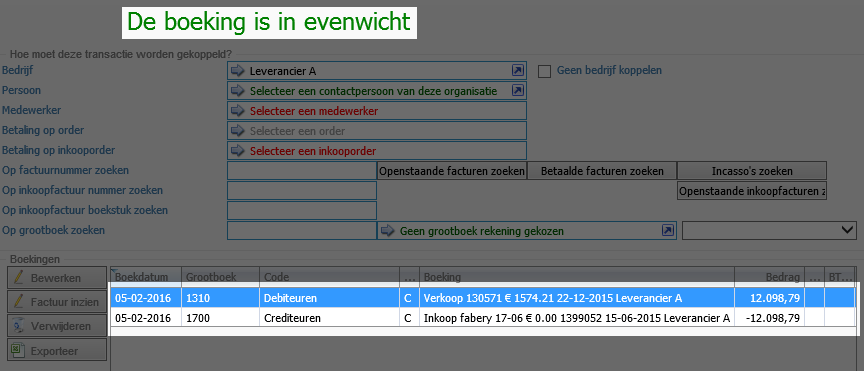 De boeking is in evenwicht
Hoe moet deze transactie worden gekoppeld?
Bedrijf Leverancier A Geen bedrijf koppelen
Persoon Selecteer een contactpersoon van deze organisatie
Medewerker Selecteer een medewerker
Betaling op order Selecteer een order
Betaling op inkooporder Selecteer een inkooporder
Op factuurnummer zoeken Openstaande facturen zoeken Betaalde facturen zoeken Incasso's zoeken
Op inkoopfactuur nummer zoeken Openstaande inkoopfacturen z
Op inkoopfactuur boekstuk zoeken
Op grootboek zoeken Geen grootboek rekening gekozen
Boekingen
Bewerken Boekdatum Grootboek Code ... Boeking Bedrag ... BT...
Factuur inzien 05-02-2016 1310 Debiteuren C Verkoop 130571 € 1574.21 22-12-2015 Leverancier A 12.098,79
Verwijderen 05-02-2016 1700 Crediteuren C Inkoop fabery 17-06 € 0.00 1399052 15-06-2015 Leverancier A -12.098,79
Exporteer